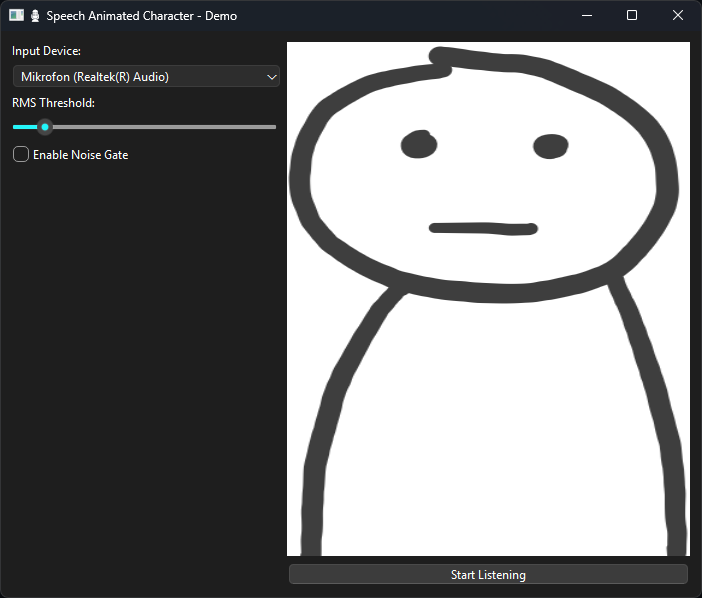 Speech Animated Character - Demo
Input Device:
Mikrofon (Realtek(R) Audio)
RMS Threshold:
Enable Noise Gate
Start Listening